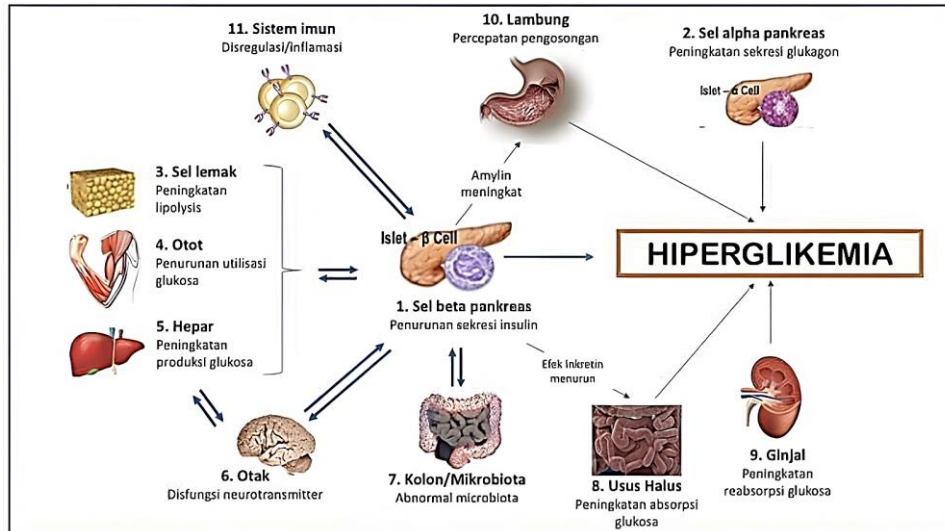 11. Sistem imun
Disregulasi/inflamasi
10. Lambung
Percepatan pengosongan
2. Sel alpha pankreas
Peningkatan sekresi glukagon
Islet – α Cell
3. Sel lemak
Peningkatan
lipolysis
4. Otot
Penurunan utilisasi
glukosa
5. Hepar
Peningkatan
produksi glukosa
Amylin
meningkat
Islet – β Cell
1. Sel beta pankreas
Penurunan sekresi insulin
HIPERGLIKEMIA
Efek Inkretin
menurun
6. Otak
Disfungsi neurotransmitter
7. Kolon/Mikrobiota
Abnormal microbiota
8. Usus Halus
Peningkatan absorpsi
glukosa
9. Ginjal
Peningkatan
reabsorpsi glukosa